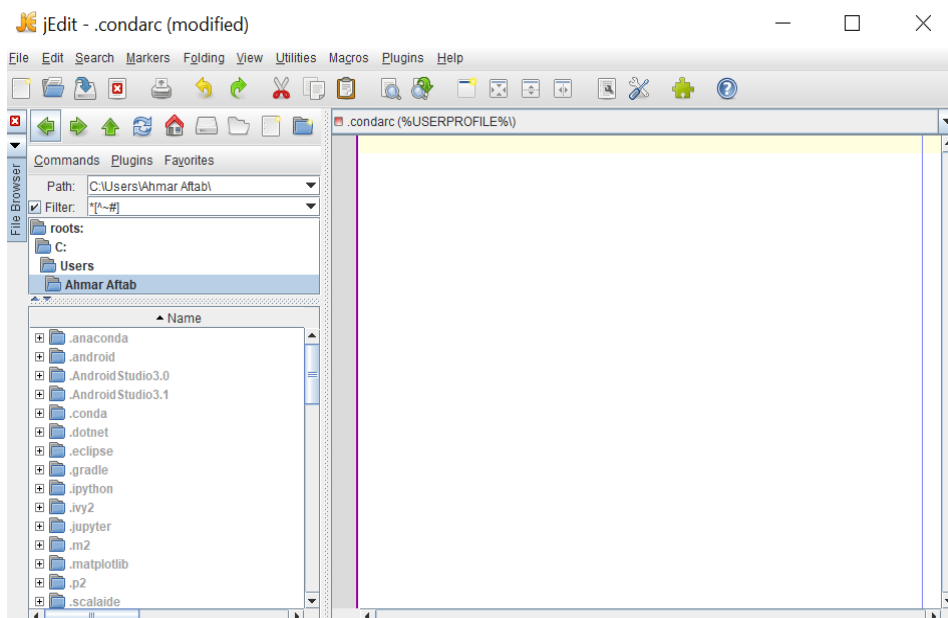 jEdit - .condarc (modified)
File Edit Search Markers Folding View Utilities Macros Plugins Help
File Browser
Commands Plugins Favorites
Path: C:\Users\Ahmar Aftab\
Filter: *[^~#]
roots:
C:
Users
Ahmar Aftab
Name
.anaconda
.android
.AndroidStudio3.0
.AndroidStudio3.1
.conda
.dotnet
.eclipse
.gradle
.ipython
.ivy2
.jupyter
.m2
.matplotlib
.p2
.scalaide
.condarc (%USERPROFILE%\)